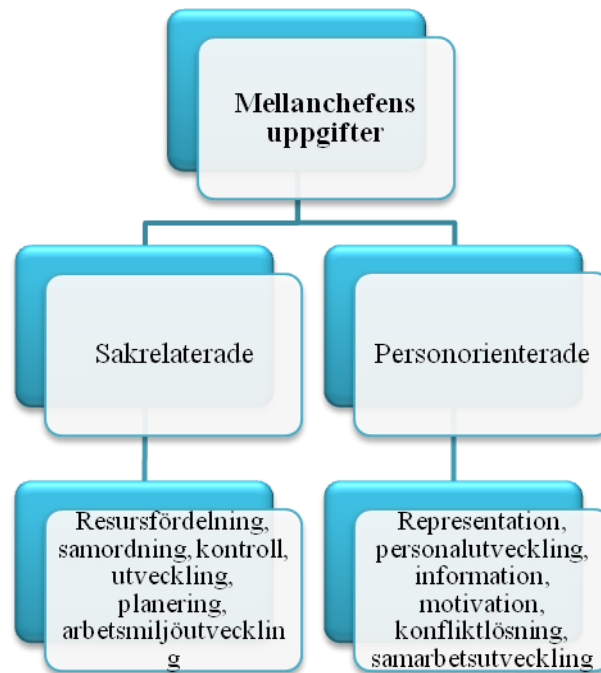 Mellanchefens
uppgifter
Sakrelaterade
Personorienterade
Resursfördelning,
samordning, kontroll,
utveckling,
planering,
arbetsmiljöutvecklin
g
Representation,
personalutveckling,
information,
motivation,
konfliktlösning,
samarbetsutveckling